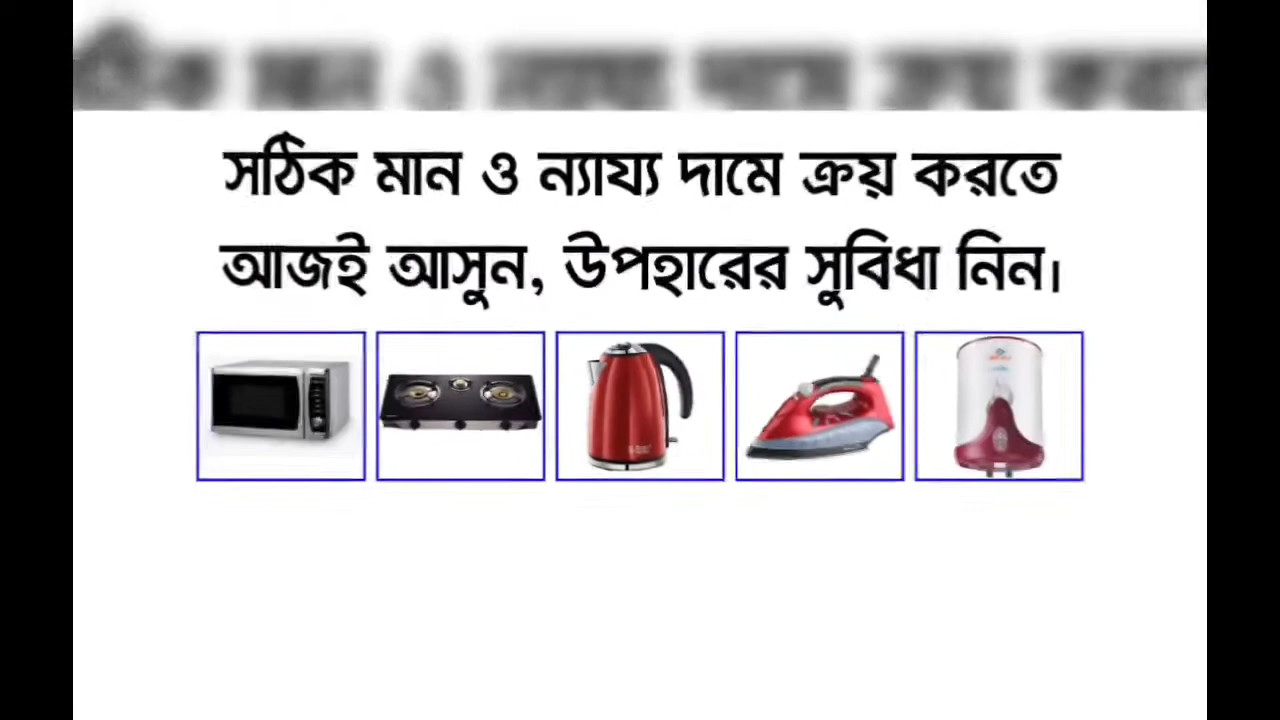 সঠিক মান ও ন্যায্য দামে ক্রয় করতে
আজই আসুন, উপহারের সুবিধা নিন।